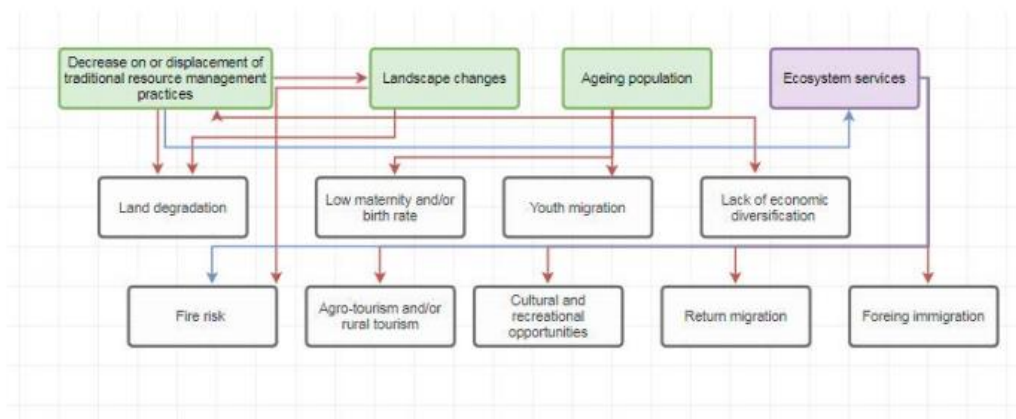 Decrease on or displacement of
traditional resource management
practices
Landscape changes
Ageing population
Ecosystem services
Land degradation
Low maternity and/or
birth rate
Youth migration
Lack of economic
diversification
Fire risk
Agro-tourism and/or
rural tourism
Cultural and
recreational
opportunities
Return migration
Foreing immigration